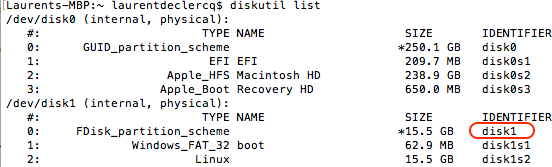 Laurents-MBP:~ laurentdeclercq$ diskutil list
/dev/disk0 (internal, physical):
#: TYPE NAME SIZE IDENTIFIER
0: GUID_partition_scheme *250.1 GB disk0
1: EFI EFI 209.7 MB disk0s1
2: Apple_HFS Macintosh HD 238.9 GB disk0s2
3: Apple_Boot Recovery HD 650.0 MB disk0s3
/dev/disk1 (internal, physical):
#: TYPE NAME SIZE IDENTIFIER
0: FDisk_partition_scheme *15.5 GB disk1
1: Windows_FAT_32 boot 62.9 MB disk1s1
2: Linux 15.5 GB disk1s2